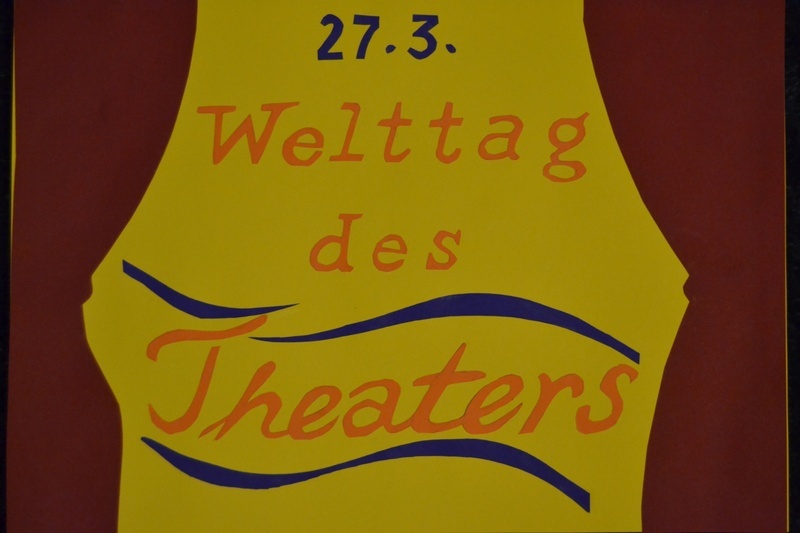 27.3.
Welttag
des
Theaters